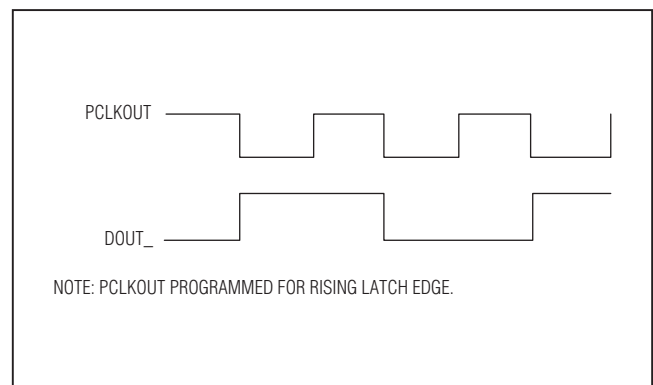 PCLKOUT
DOUT_
NOTE: PCLKOUT PROGRAMMED FOR RISING LATCH EDGE.